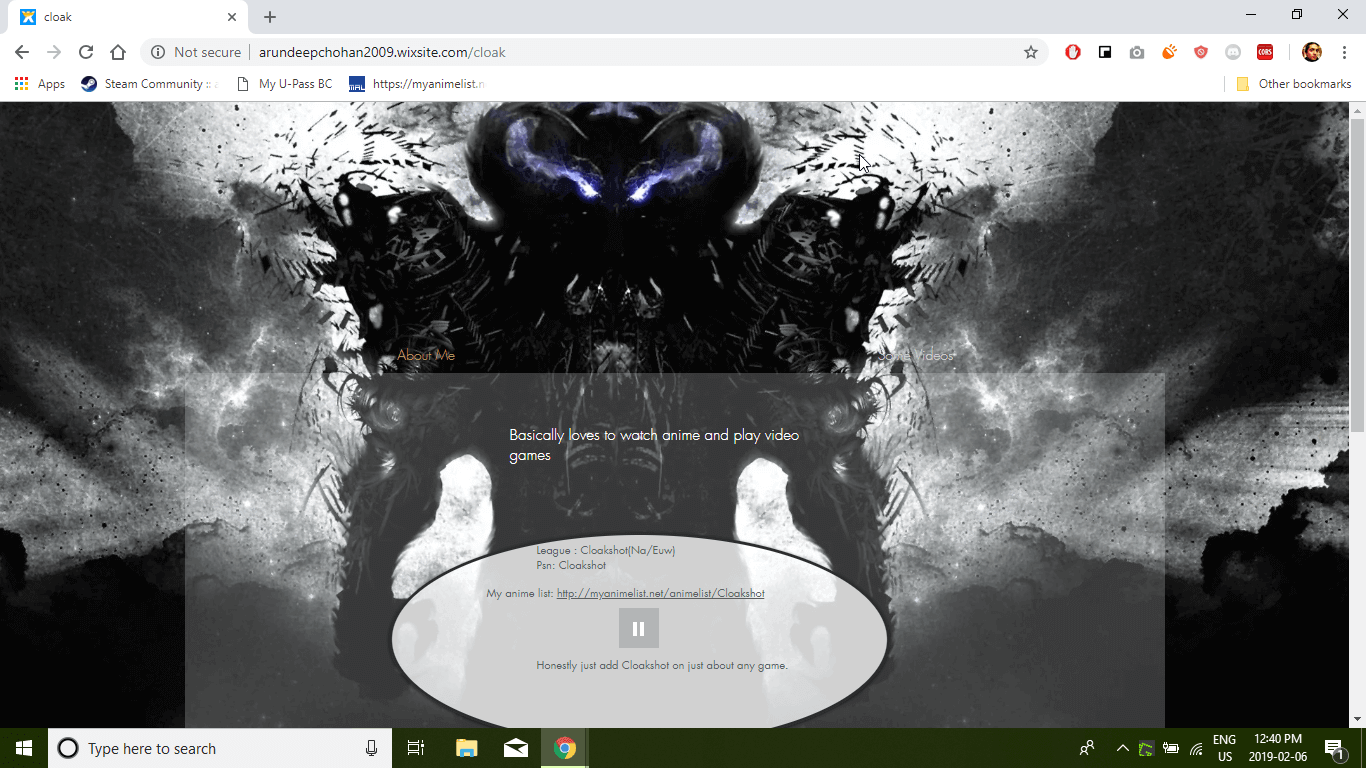 cloak
Not secure
arundeepchohan2009.wixsite.com/cloak
CORS
Apps
Steam Community ::
My U-Pass BC
MAL
https://myanimelist.n
Other bookmarks
About Me
Some Videos
Basically loves to watch anime and play video
games
League : Cloakshot(Na/Euw)
Psn: Cloakshot
My anime list: http://myanimelist.net/animelist/Cloakshot
Honestly just add Cloakshot on just about any game.
Type here to search
ENG
US
12:40 PM
2019-02-06
1